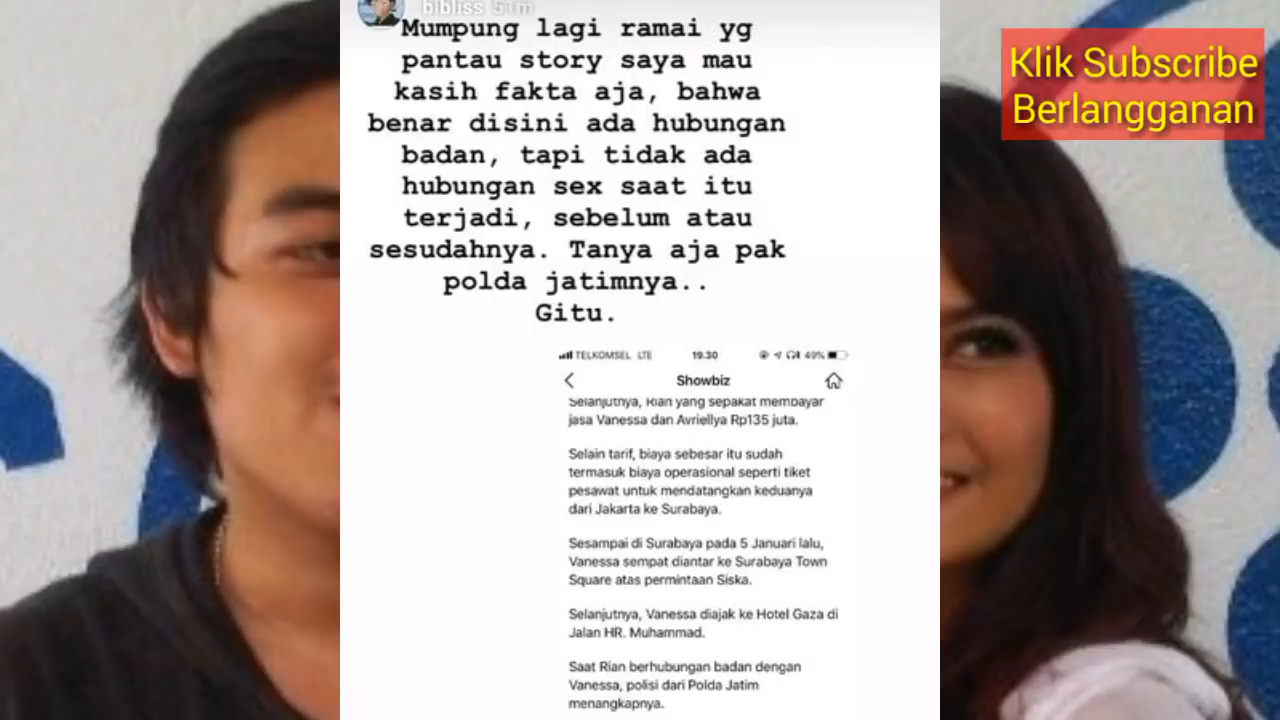 bibliss 51m
Mumpung lagi ramai yg
pantau story saya mau
kasih fakta aja, bahwa
benar disini ada hubungan
badan, tapi tidak ada
hubungan sex saat itu
terjadi, sebelum atau
sesudahnya. Tanya aja pak
polda jatimnya..
Gitu.
Klik Subscribe
Berlangganan
TELKOMSEL LTE 19.30 49%
Showbiz
Selanjutnya, Rian yang sepakat membayar
jasa Vanessa dan Avriellya Rp135 juta.
Selain tarif, biaya sebesar itu sudah
termasuk biaya operasional seperti tiket
pesawat untuk mendatangkan keduanya
dari Jakarta ke Surabaya.
Sesampai di Surabaya pada 5 Januari lalu,
Vanessa sempat diantar ke Surabaya Town
Square atas permintaan Siska.
Selanjutnya, Vanessa diajak ke Hotel Gaza di
Jalan HR. Muhammad.
Saat Rian berhubungan badan dengan
Vanessa, polisi dari Polda Jatim
menangkapnya.